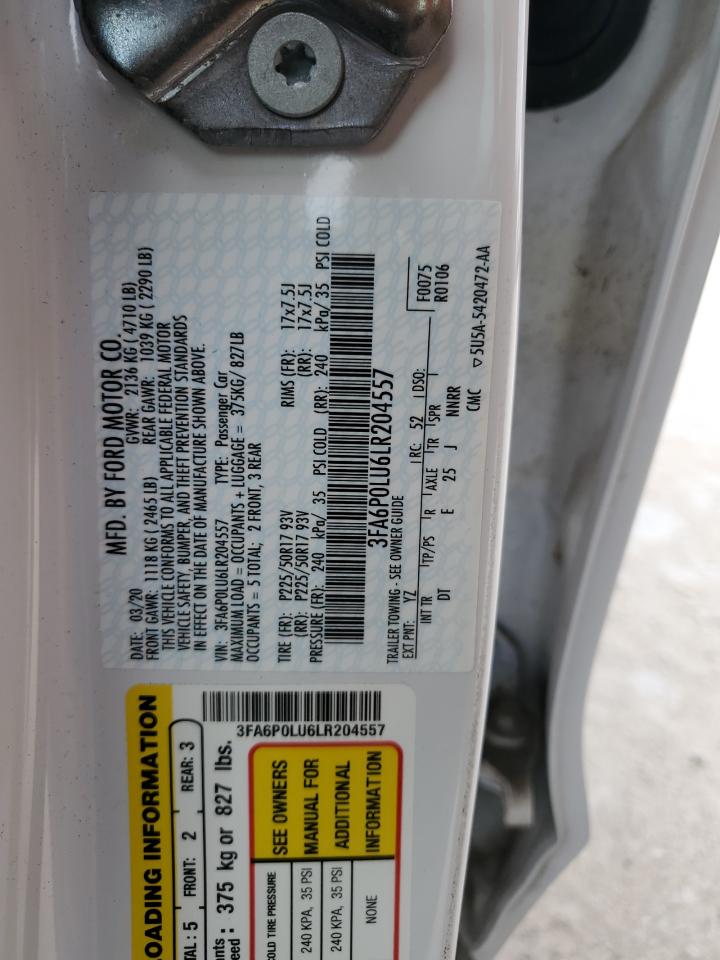 MFD. BY FORD MOTOR CO.
DATE: 03/20 GVWR: 2136 KG ( 4710 LB)
FRONT GAWR: 1118 KG ( 2465 LB) REAR GAWR: 1039 KG ( 2290 LB)
THIS VEHICLE CONFORMS TO ALL APPLICABLE FEDERAL MOTOR
VEHICLE SAFETY, BUMPER, AND THEFT PREVENTION STANDARDS
IN EFFECT ON THE DATE OF MANUFACTURE SHOWN ABOVE.
VIN: 3FA6P0LU6LR204557 TYPE: Passenger Car
MAXIMUM LOAD = OCCUPANTS + LUGGAGE = 375KG/ 827LB
OCCUPANTS = 5 TOTAL; 2 FRONT, 3 REAR
TIRE (FR): P225/50R17 93V RIMS (FR): 17x7.5J
(RR): P225/50R17 93V (RR): 17x7.5J
PRESSURE (FR): 240 kPa/ 35 PSI COLD (RR): 240 kPa/ 35 PSI COLD
3FA6P0LU6LR204557
TRAILER TOWING - SEE OWNER GUIDE
F0075
EXT PNT: YZ RC: 52 DSO: R0106
INT TR TP/PS R AXLE TR SPR
DT E 25 J NNRR
CMC ▽5U5A-5420472-AA
3FA6P0LU6LR204557
LOADING INFORMATION
TAL : 5 FRONT: 2 REAR: 3
pants :
eed : 375 kg or 827 lbs.
COLD TIRE PRESSURE
240 KPA, 35 PSI
240 KPA, 35 PSI
NONE
SEE OWNERS
MANUAL FOR
ADDITIONAL
INFORMATION